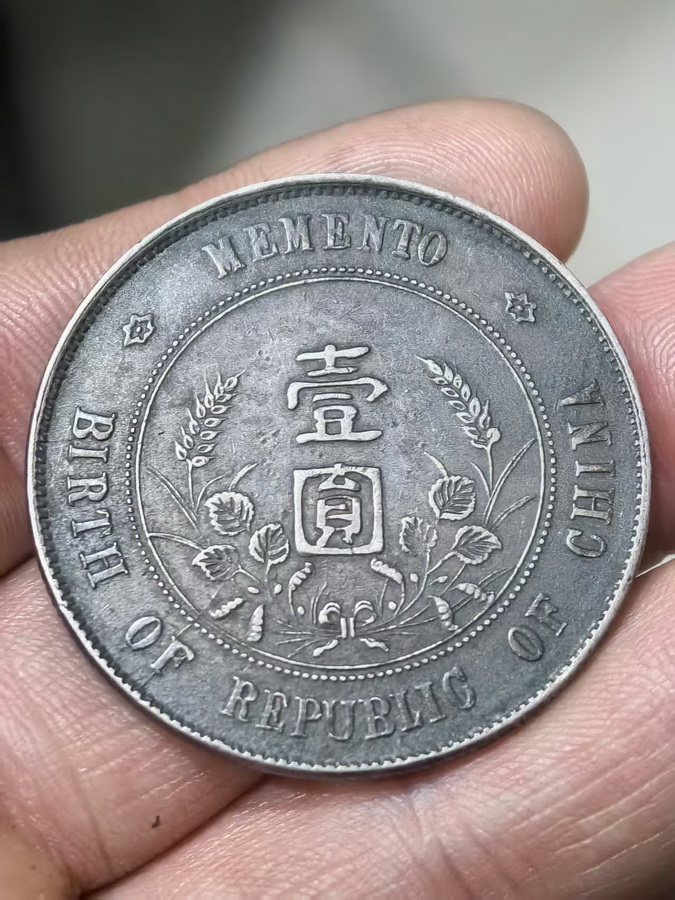 MEMENTO
壹
圓
BIRTH OF REPUBLIC OF CHINA